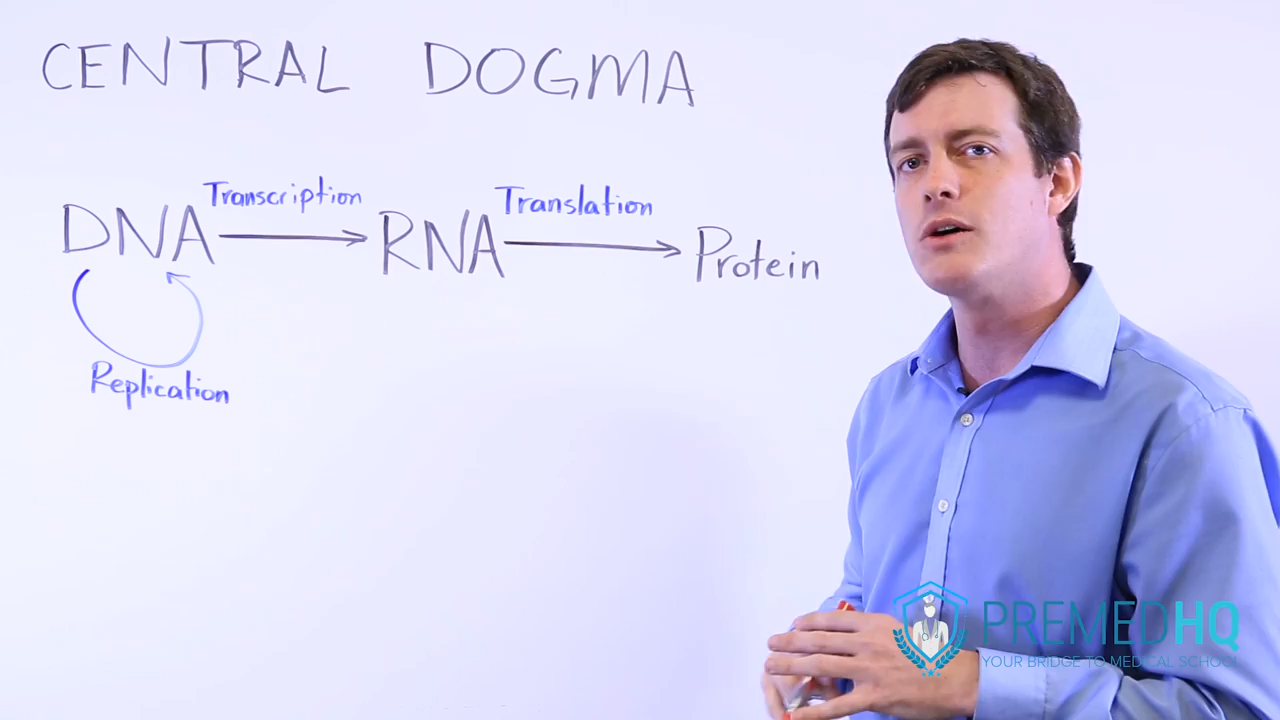 CENTRAL DOGMA
Transcription Translation
DNA RNA Protein
Replication
PREMEDHQ
YOUR BRIDGE TO MEDICAL SCHOOL